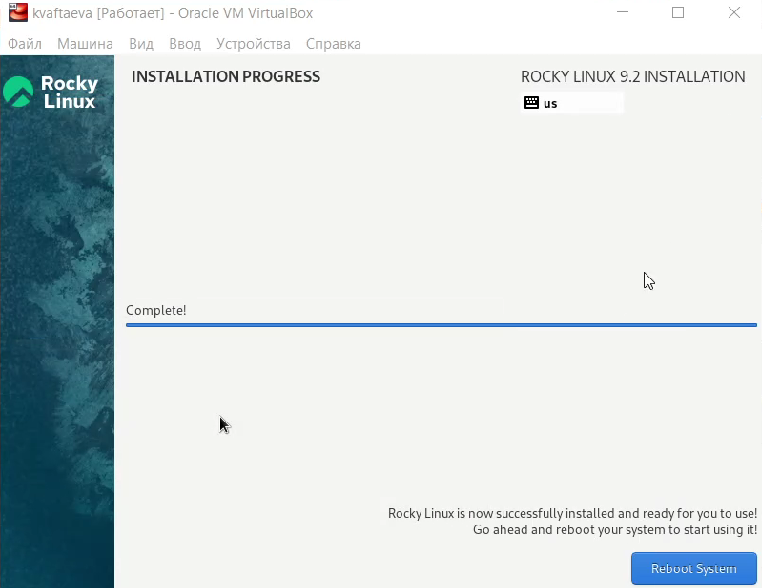 kvaftaeva [Работает] - Oracle VM VirtualBox
Файл Машина Вид Ввод Устройства Справка
Rocky
Linux
INSTALLATION PROGRESS
ROCKY LINUX 9.2 INSTALLATION
us
Complete!
Rocky Linux is now successfully installed and ready for you to use!
Go ahead and reboot your system to start using it!
Reboot System